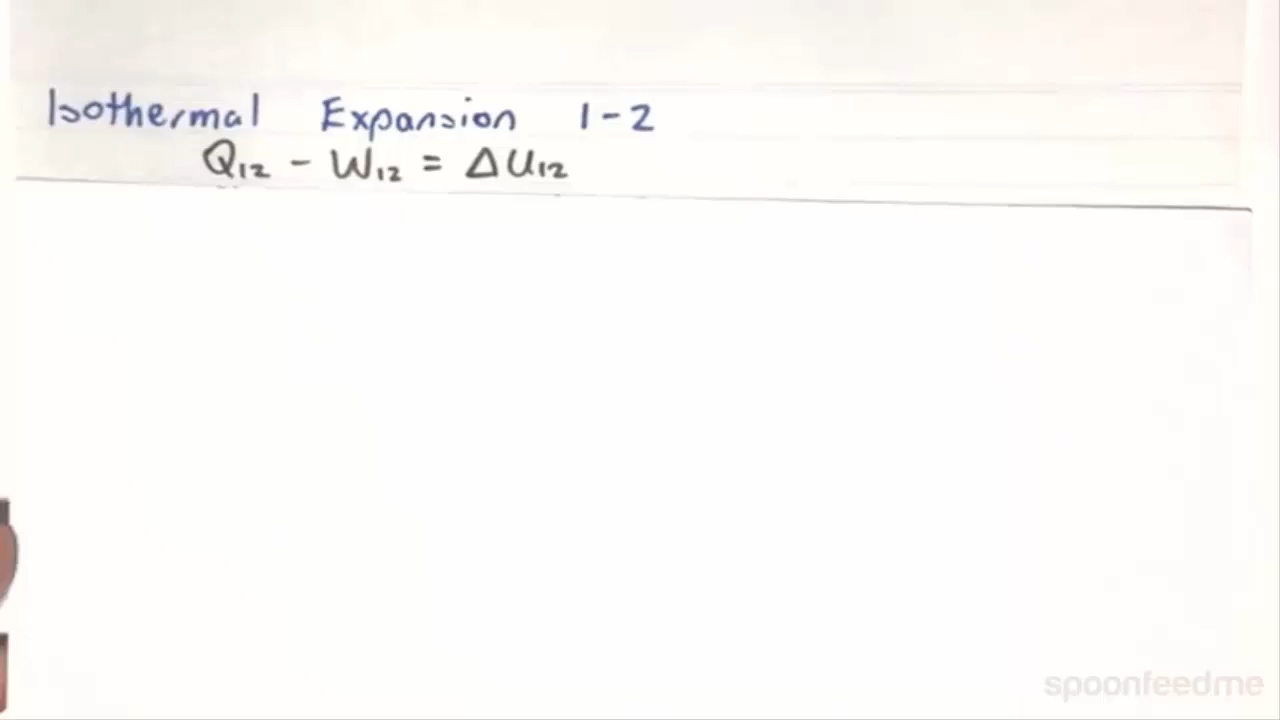 Isothermal Expansion 1-2
Q₁₂ - W₁₂ = ΔU₁₂
spoonfeedme